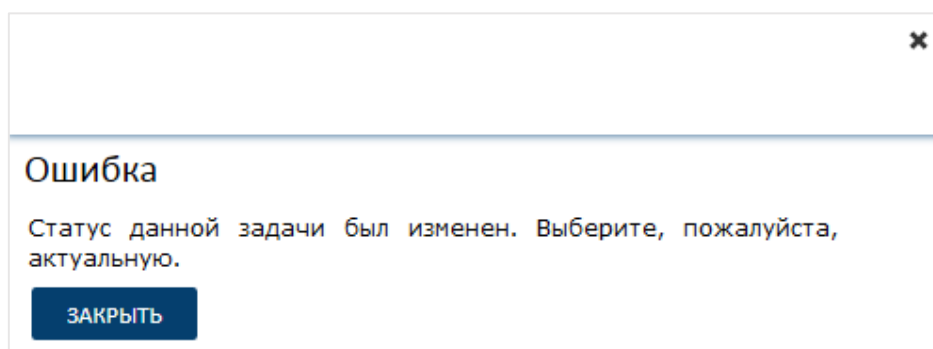 Ошибка
Статус данной задачи был изменен. Выберите, пожалуйста,
актуальную.
ЗАКРЫТЬ